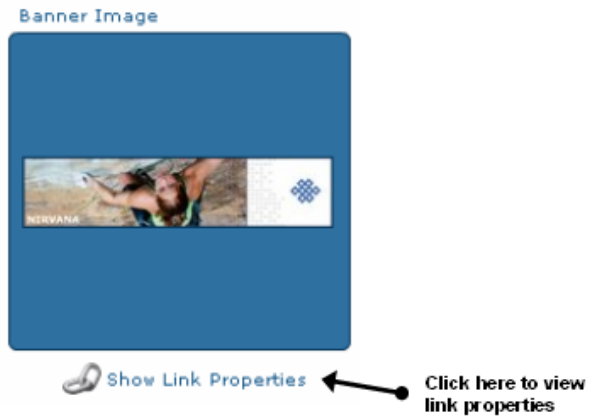 Banner Image
NIRVANA
Show Link Properties
Click here to view
link properties